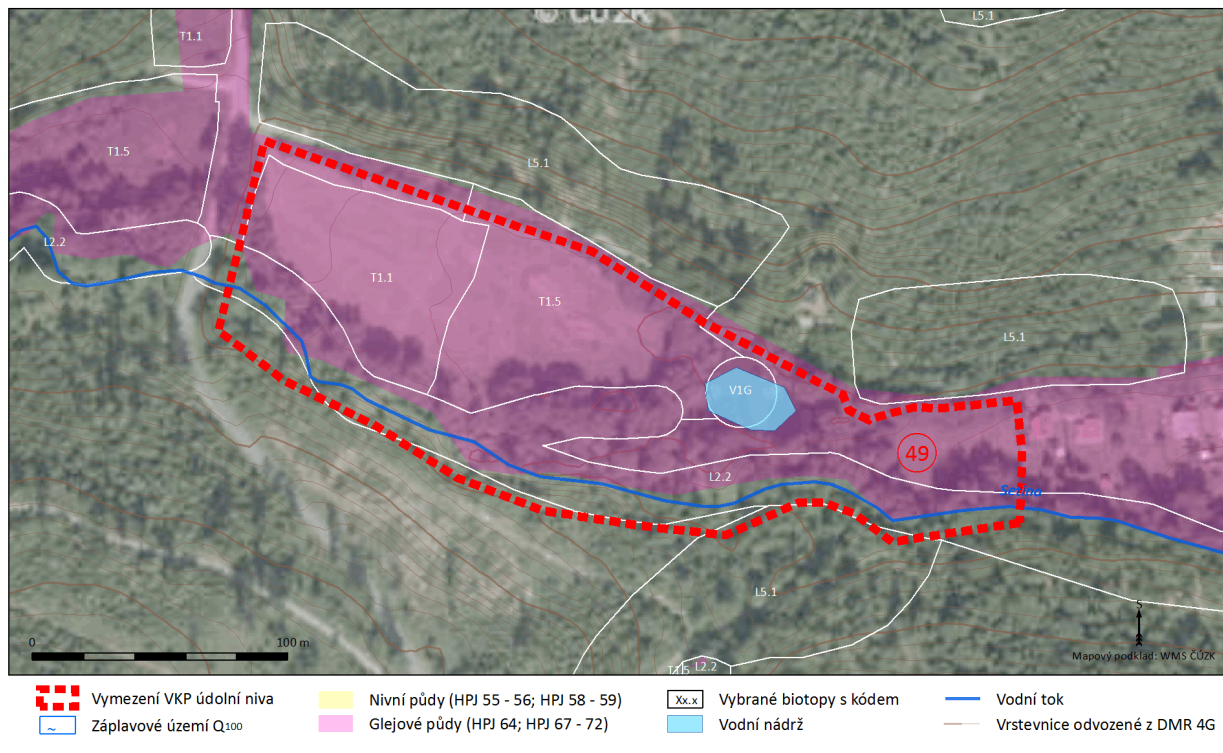 © ČÚZK
T1.1
L5.1
T1.5
L5.1
L2.2
T1.1
T1.5
L5.1
V1G
49
L2.2
L5.1
S
0
100 m
L2.2
Mapový podklad: WMS ČÚZK
Vymezení VKP údolní niva
Nivní půdy (HPJ 55 - 56; HPJ 58 - 59)
Xx.x
Vybrané biotopy s kódem
Vodní tok
~
Záplavové území Q100
Glejové půdy (HPJ 64; HPJ 67 - 72)
Vodní nádrž
Vrstevnice odvozené z DMR 4G